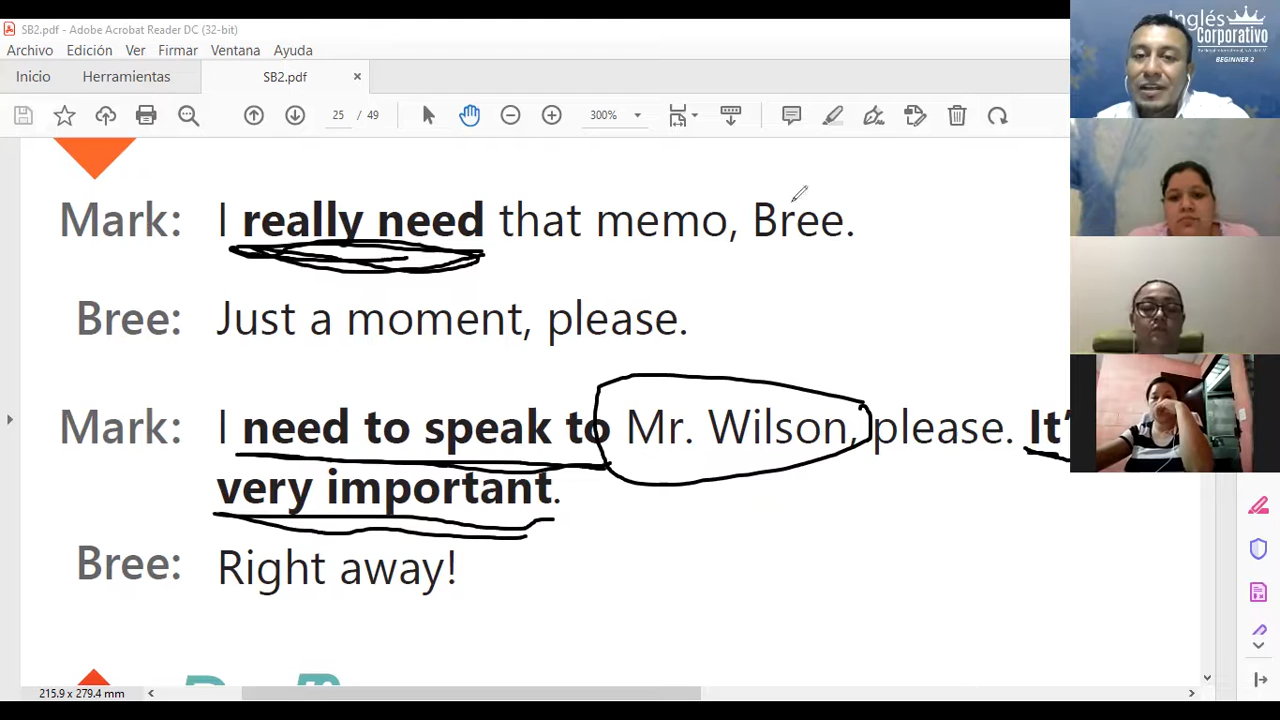 SB2.pdf - Adobe Acrobat Reader DC (32-bit)
Archivo Edición Ver Firmar Ventana Ayuda
Inicio Herramientas SB2.pdf ×
25 / 49 300%
Inglés
Corporativo
BEGINNER 2
Mark: I really need that memo, Bree.
Bree: Just a moment, please.
Mark: I need to speak to Mr. Wilson, please. It'
very important.
Bree: Right away!
215.9 x 279.4 mm